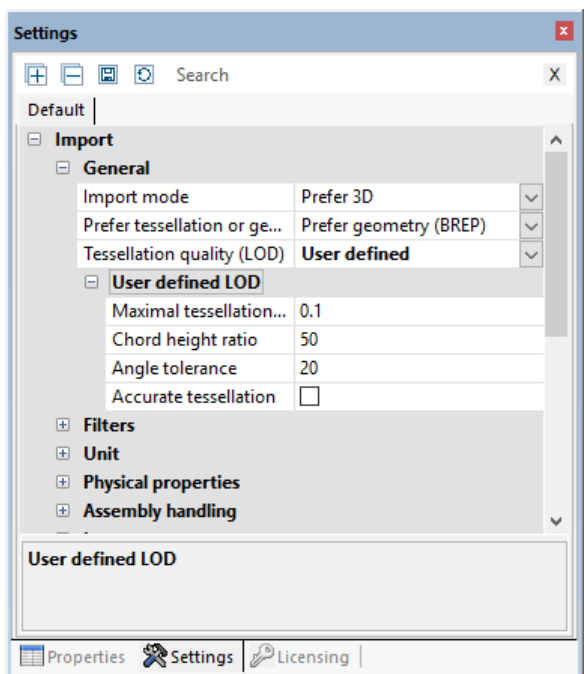 Settings
x
Search X
Default
Import
General
Import mode Prefer 3D
Prefer tessellation or ge... Prefer geometry (BREP)
Tessellation quality (LOD) User defined
User defined LOD
Maximal tessellation... 0.1
Chord height ratio 50
Angle tolerance 20
Accurate tessellation
Filters
Unit
Physical properties
Assembly handling
User defined LOD
Properties Settings Licensing